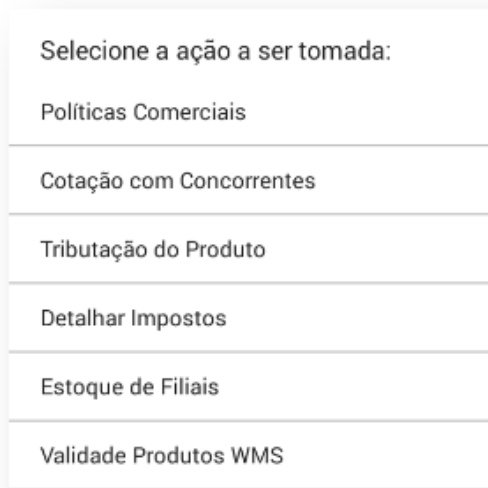 Selecione a ação a ser tomada:
Políticas Comerciais
Cotação com Concorrentes
Tributação do Produto
Detalhar Impostos
Estoque de Filiais
Validade Produtos WMS